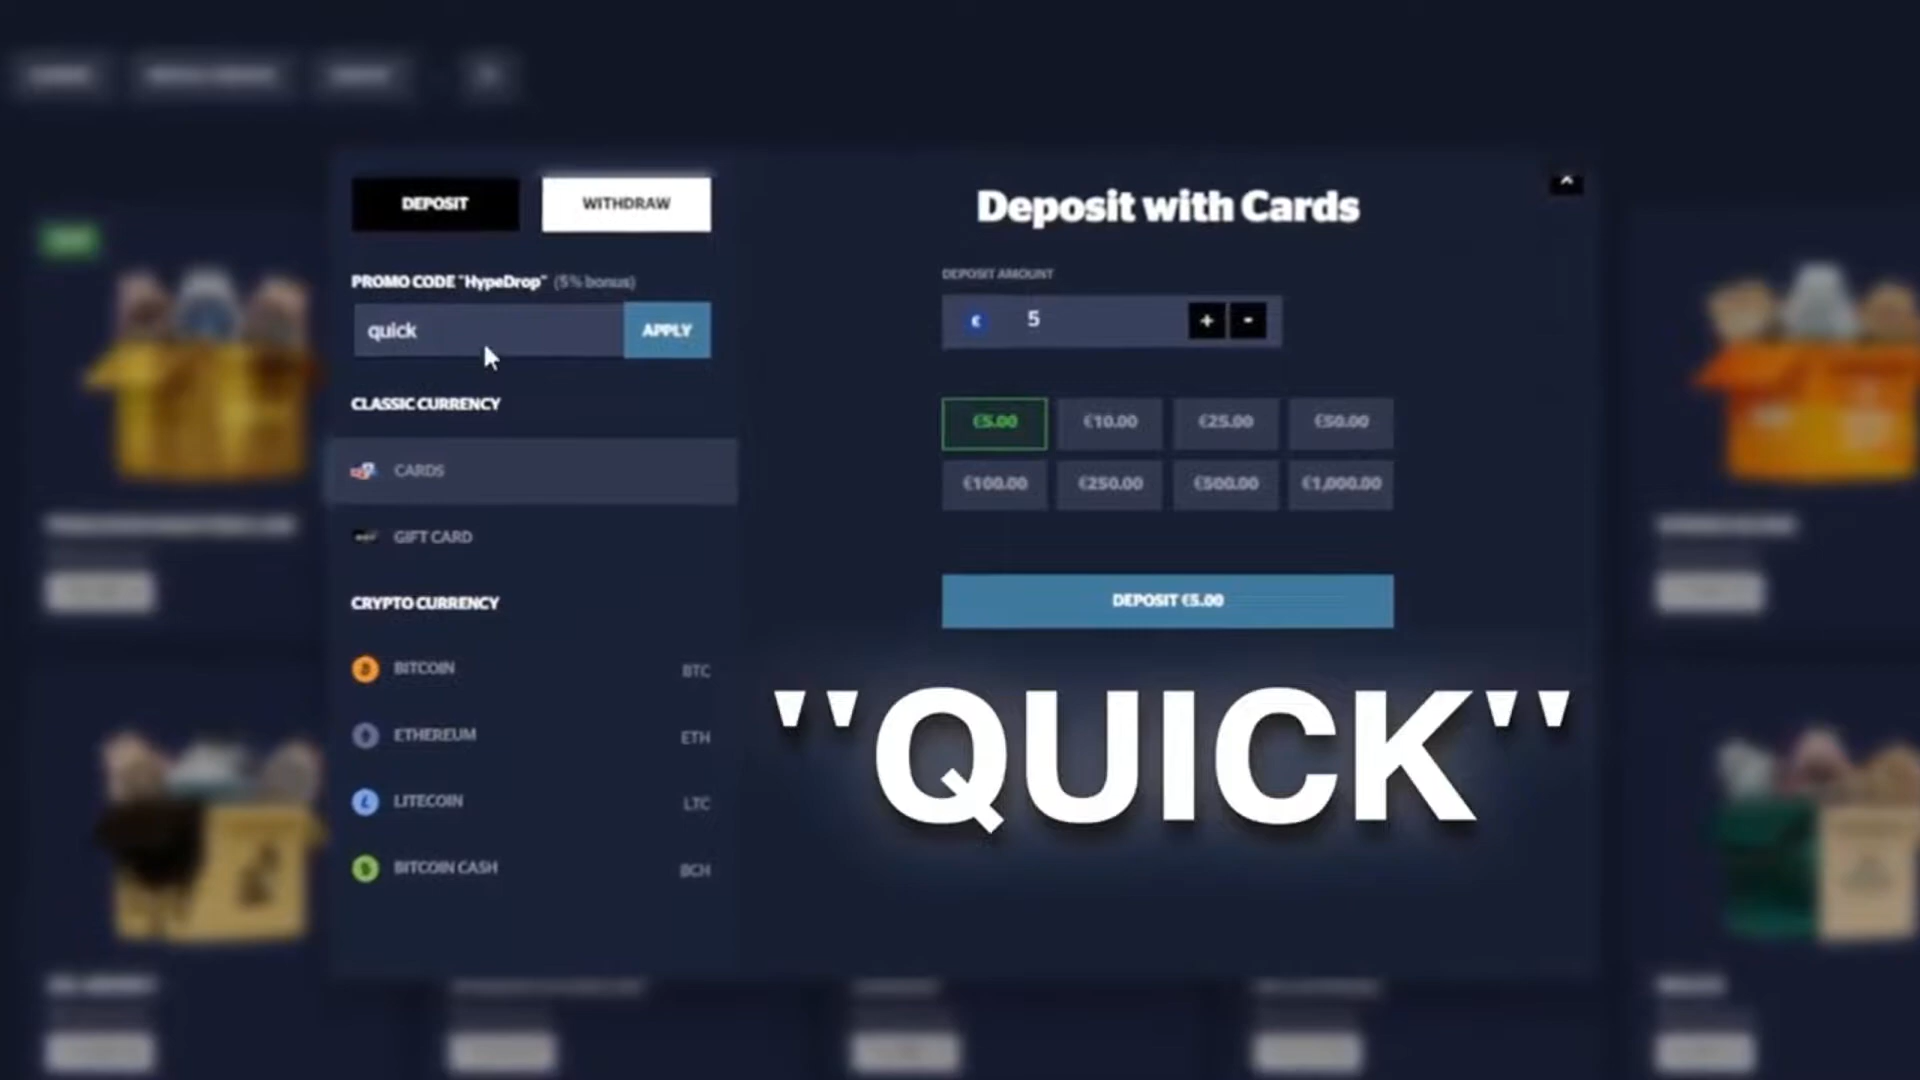 DEPOSIT
WITHDRAW
PROMO CODE "HypeDrop" (5% bonus)
quick
APPLY
CLASSIC CURRENCY
CARDS
GIFT CARD
CRYPTO CURRENCY
BITCOIN BTC
ETHEREUM ETH
LITECOIN LTC
BITCOIN CASH BCH
Deposit with Cards
DEPOSIT AMOUNT
€ 5 + -
€5.00 €10.00 €25.00 €50.00
€100.00 €250.00 €500.00 €1,000.00
DEPOSIT €5.00
"QUICK"